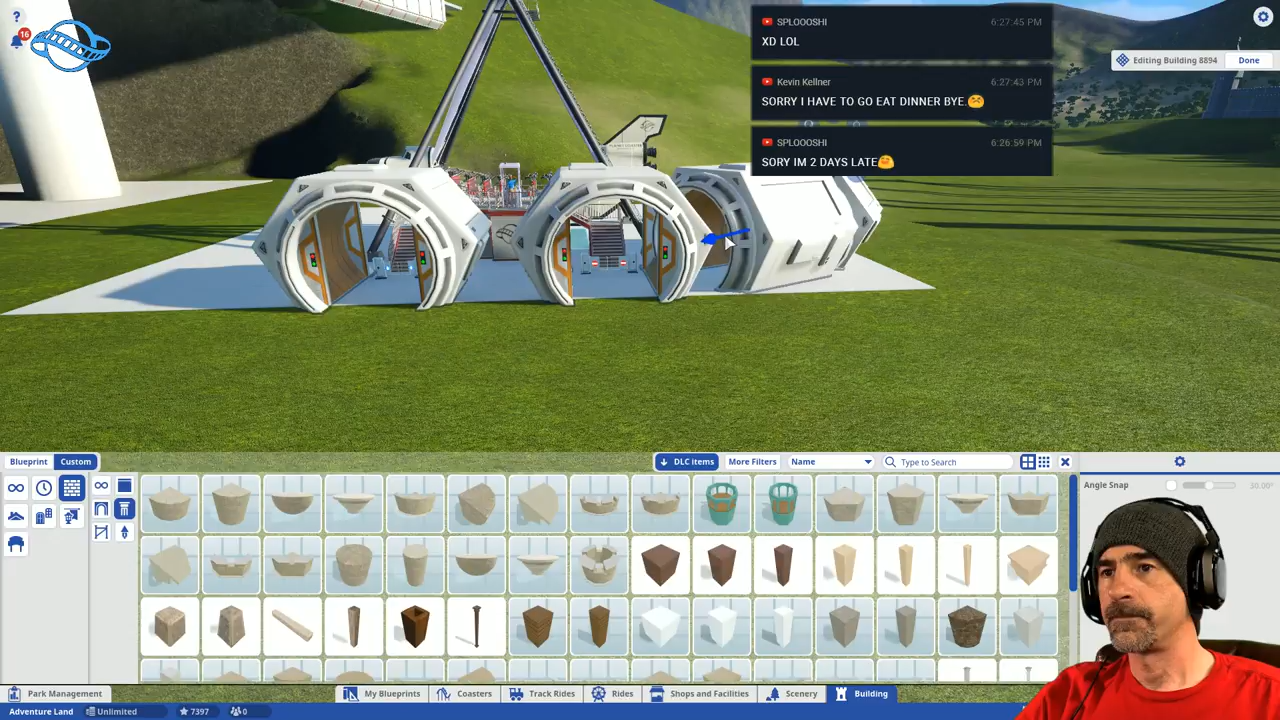 ?
16
SPLOOOSHI 6:27:45 PM
XD LOL
Kevin Kellner 6:27:43 PM
SORRY I HAVE TO GO EAT DINNER BYE.
SPLOOOSHI 6:26:59 PM
SORY IM 2 DAYS LATE
Editing Building 8894 Done
Blueprint Custom
DLC items More Filters Name Type to Search
Angle Snap
Park Management My Blueprints Coasters Track Rides Rides Shops and Facilities Scenery Building
Adventure Land Unlimited 7397 0